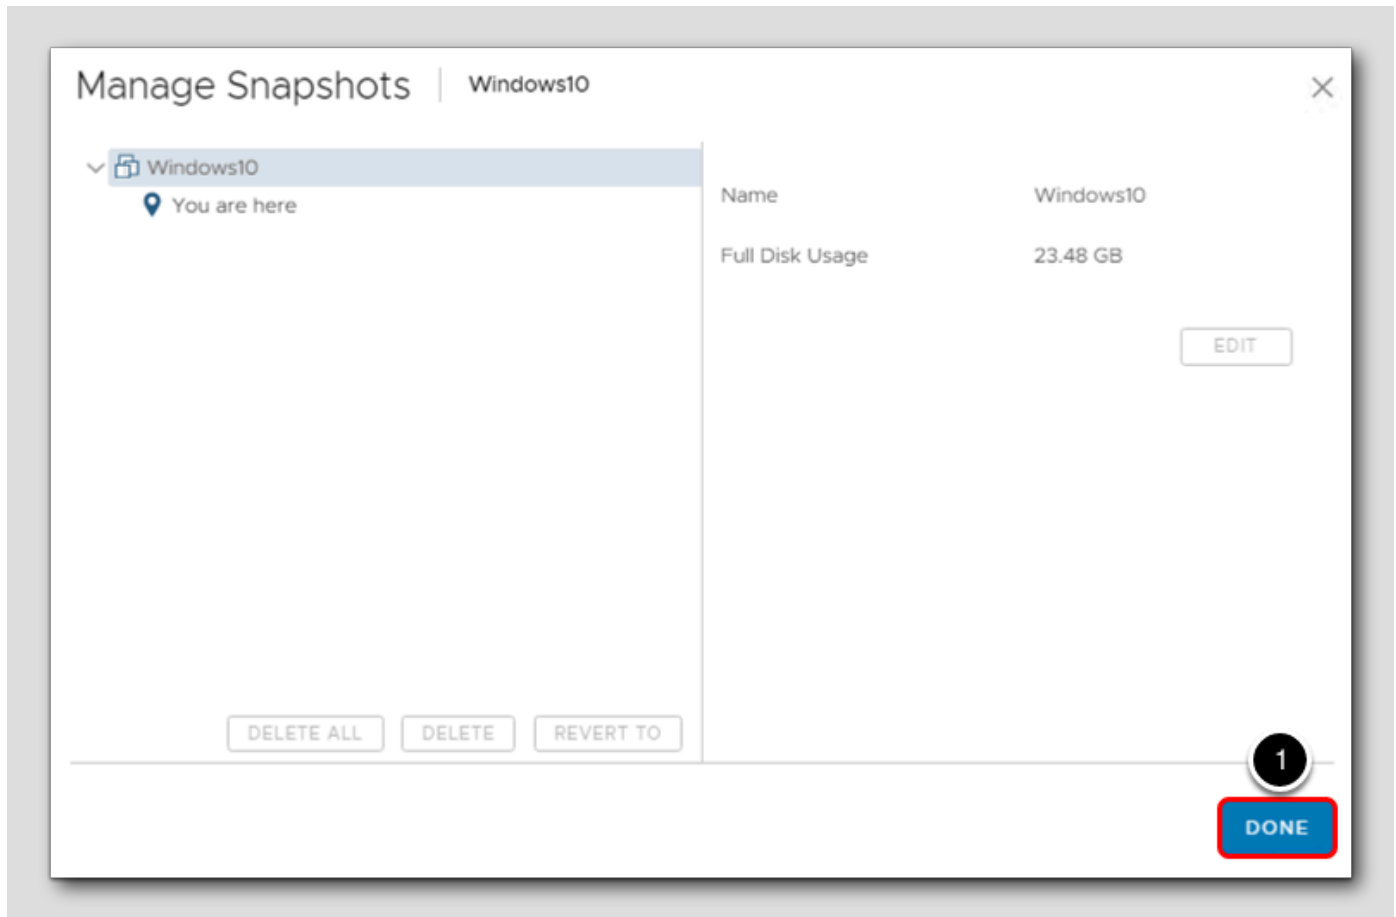 Manage Snapshots Windows10
Windows10
You are here
Name Windows10
Full Disk Usage 23.48 GB
EDIT
DELETE ALL DELETE REVERT TO
1
DONE